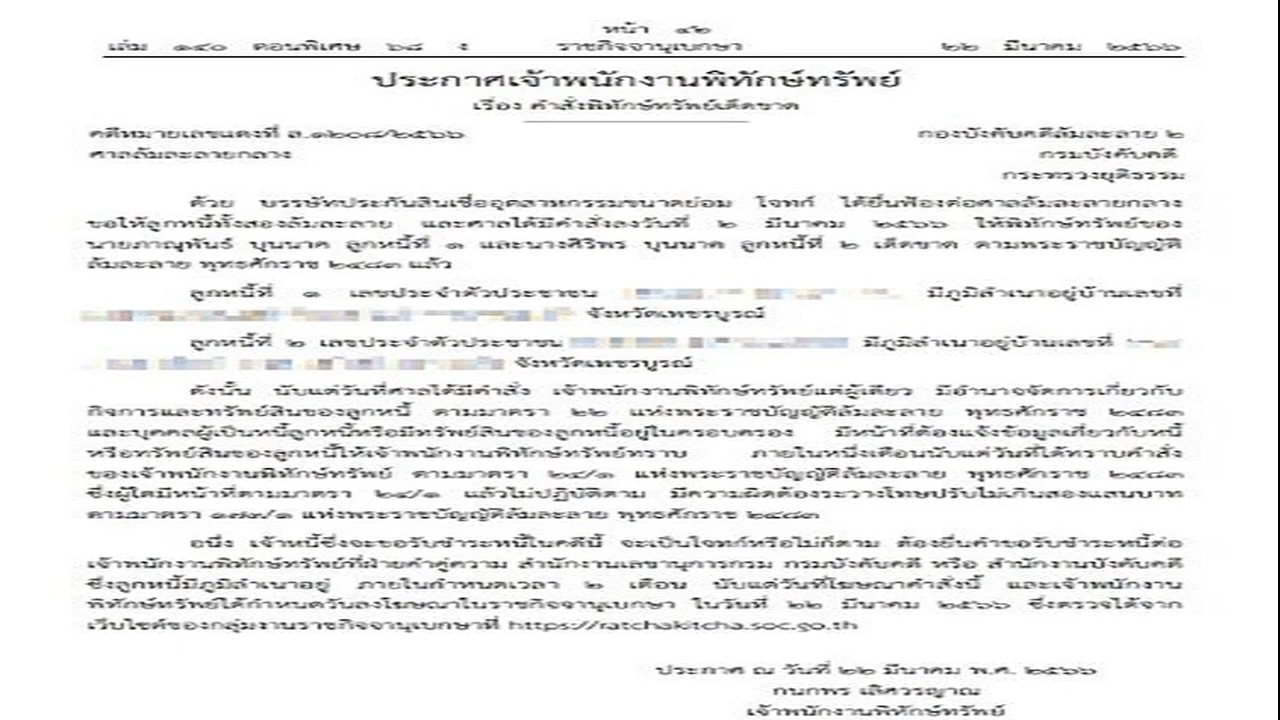 หน้า ๔๒
เล่ม ๑๔๐ ตอนพิเศษ ๖๘ ง ราชกิจจานุเบกษา ๒๒ มีนาคม ๒๕๖๖
ประกาศเจ้าพนักงานพิทักษ์ทรัพย์
เรื่อง คำสั่งพิทักษ์ทรัพย์เด็ดขาด
คดีหมายเลขแดงที่ ล.๑๒๐๘/๒๕๖๖ กองบังคับคดีล้มละลาย ๒
ศาลล้มละลายกลาง กรมบังคับคดี
กระทรวงยุติธรรม
ด้วย บรรษัทประกันสินเชื่ออุตสาหกรรมขนาดย่อม โจทก์ ได้ยื่นฟ้องต่อศาลล้มละลายกลาง
ขอให้ลูกหนี้ทั้งสองล้มละลาย และศาลได้มีคำสั่งลงวันที่ ๒ มีนาคม ๒๕๖๖ ให้พิทักษ์ทรัพย์ของ
นายภาณุพันธ์ บุนนาค ลูกหนี้ที่ ๑ และนางศิริพร บุนนาค ลูกหนี้ที่ ๒ เด็ดขาด ตามพระราชบัญญัติ
ล้มละลาย พุทธศักราช ๒๔๘๓ แล้ว
ลูกหนี้ที่ ๑ เลขประจำตัวประชาชน มีภูมิลำเนาอยู่บ้านเลขที่
จังหวัดเพชรบูรณ์
ลูกหนี้ที่ ๒ เลขประจำตัวประชาชน มีภูมิลำเนาอยู่บ้านเลขที่
จังหวัดเพชรบูรณ์
ดังนั้น นับแต่วันที่ศาลได้มีคำสั่ง เจ้าพนักงานพิทักษ์ทรัพย์แต่ผู้เดียว มีอำนาจจัดการเกี่ยวกับ
กิจการและทรัพย์สินของลูกหนี้ ตามมาตรา ๒๒ แห่งพระราชบัญญัติล้มละลาย พุทธศักราช ๒๔๘๓
และบุคคลผู้เป็นหนี้ลูกหนี้หรือมีทรัพย์สินของลูกหนี้อยู่ในครอบครอง มีหน้าที่ต้องแจ้งข้อมูลเกี่ยวกับหนี้
หรือทรัพย์สินของลูกหนี้ให้เจ้าพนักงานพิทักษ์ทรัพย์ทราบ ภายในหนึ่งเดือนนับแต่วันที่ได้ทราบคำสั่ง
ของเจ้าพนักงานพิทักษ์ทรัพย์ ตามมาตรา ๒๔/๑ แห่งพระราชบัญญัติล้มละลาย พุทธศักราช ๒๔๘๓
ซึ่งผู้ใดมีหน้าที่ตามมาตรา ๒๔/๑ แล้วไม่ปฏิบัติตาม มีความผิดต้องระวางโทษปรับไม่เกินสองแสนบาท
ตามมาตรา ๑๗๓/๑ แห่งพระราชบัญญัติล้มละลาย พุทธศักราช ๒๔๘๓
อนึ่ง เจ้าหนี้ซึ่งจะขอรับชำระหนี้ในคดีนี้ จะเป็นโจทก์หรือไม่ก็ตาม ต้องยื่นคำขอรับชำระหนี้ต่อ
เจ้าพนักงานพิทักษ์ทรัพย์ที่ฝ่ายคำคู่ความ สำนักงานเลขานุการกรม กรมบังคับคดี หรือ สำนักงานบังคับคดี
ซึ่งลูกหนี้มีภูมิลำเนาอยู่ ภายในกำหนดเวลา ๒ เดือน นับแต่วันที่โฆษณาคำสั่งนี้ และเจ้าพนักงาน
พิทักษ์ทรัพย์ได้กำหนดวันลงโฆษณาในราชกิจจานุเบกษา ในวันที่ ๒๒ มีนาคม ๒๕๖๖ ซึ่งตรวจได้จาก
เว็บไซต์ของกลุ่มงานราชกิจจานุเบกษาที่ https://ratchakitcha.soc.go.th
ประกาศ ณ วันที่ ๒๒ มีนาคม พ.ศ. ๒๕๖๖
กนกพร เลิศวรญาณ
เจ้าพนักงานพิทักษ์ทรัพย์